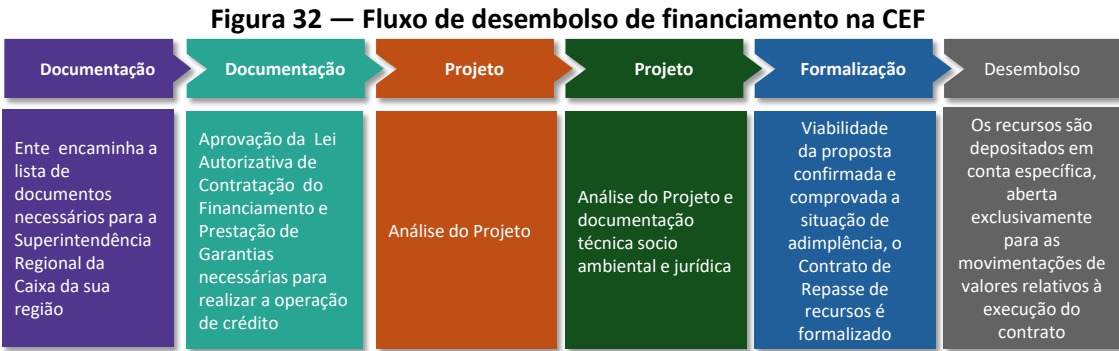 Figura 32 — Fluxo de desembolso de financiamento na CEF
Documentação
Documentação
Projeto
Projeto
Formalização
Desembolso
Ente encaminha a
lista de
documentos
necessários para a
Superintendência
Regional da
Caixa da sua
região
Aprovação da Lei
Autorizativa de
Contratação do
Financiamento e
Prestação de
Garantias
necessárias para
realizar a operação
de crédito
Análise do Projeto
Análise do Projeto e
documentação
técnica socio
ambiental e jurídica
Viabilidade
da proposta
confirmada e
comprovada a
situação de
adimplência, o
Contrato de
Repasse de
recursos é
formalizado
Os recursos são
depositados em
conta específica,
aberta
exclusivamente
para as
movimentações de
valores relativos à
execução do
contrato